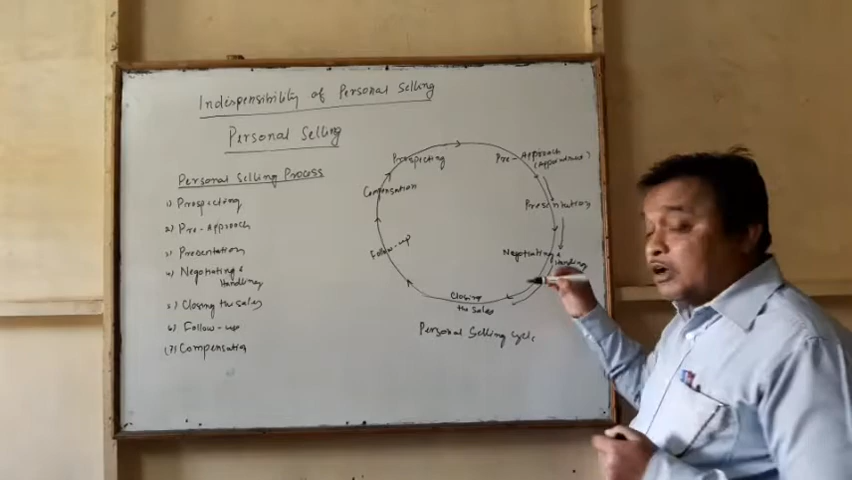 Indespensibility of Personal Selling
Personal Selling
Personal Selling Process
1) Prospecting
2) Pre-Approach
3) Presentation
4) Negotiating &
Handling
5) Closing the sales
6) Follow-up
(7) Compensation
Prospecting
Pre-Approach
(Appointment)
Presentation
Negotiating &
Handling
Closing
the sales
Follow-up
Compensation
Personal Selling cycle